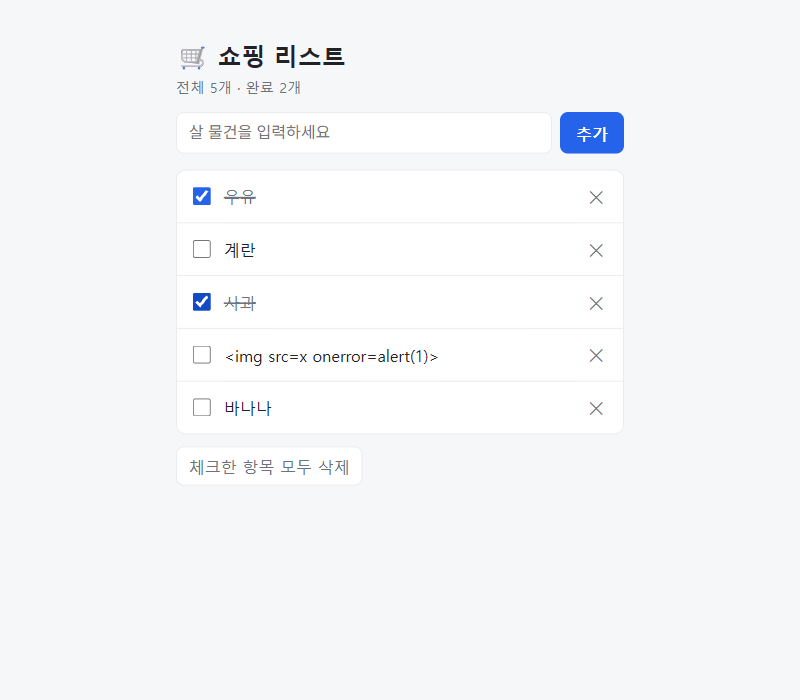 🛒 쇼핑 리스트
전체 5개 · 완료 2개
살 물건을 입력하세요
추가
우유
계란
사과
<img src=x onerror=alert(1)>
바나나
체크한 항목 모두 삭제